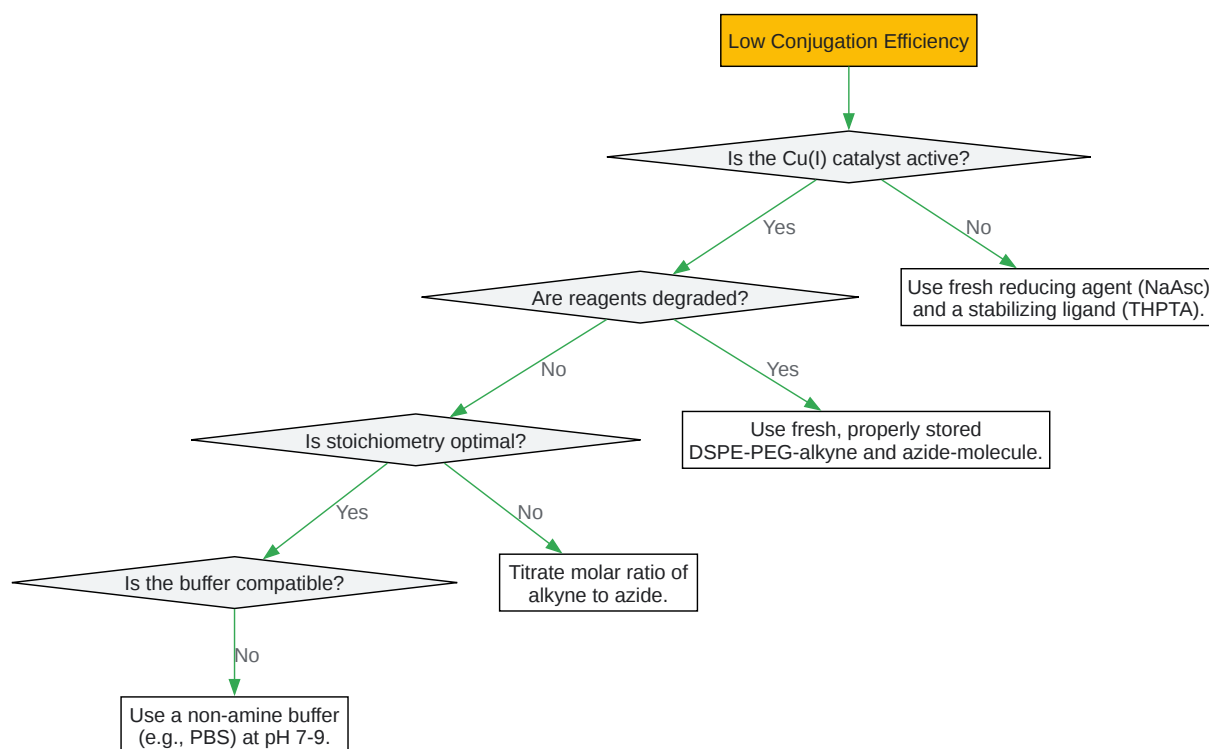 Low Conjugation Efficiency
Is the Cu(I) catalyst active?
Yes
No
Are reagents degraded?
Use fresh reducing agent (NaAsc)
and a stabilizing ligand (THPTA).
No
Yes
Is stoichiometry optimal?
Use fresh, properly stored
DSPE-PEG-alkyne and azide-molecule.
Yes
No
Is the buffer compatible?
Titrate molar ratio of
alkyne to azide.
No
Use a non-amine buffer
(e.g., PBS) at pH 7-9.